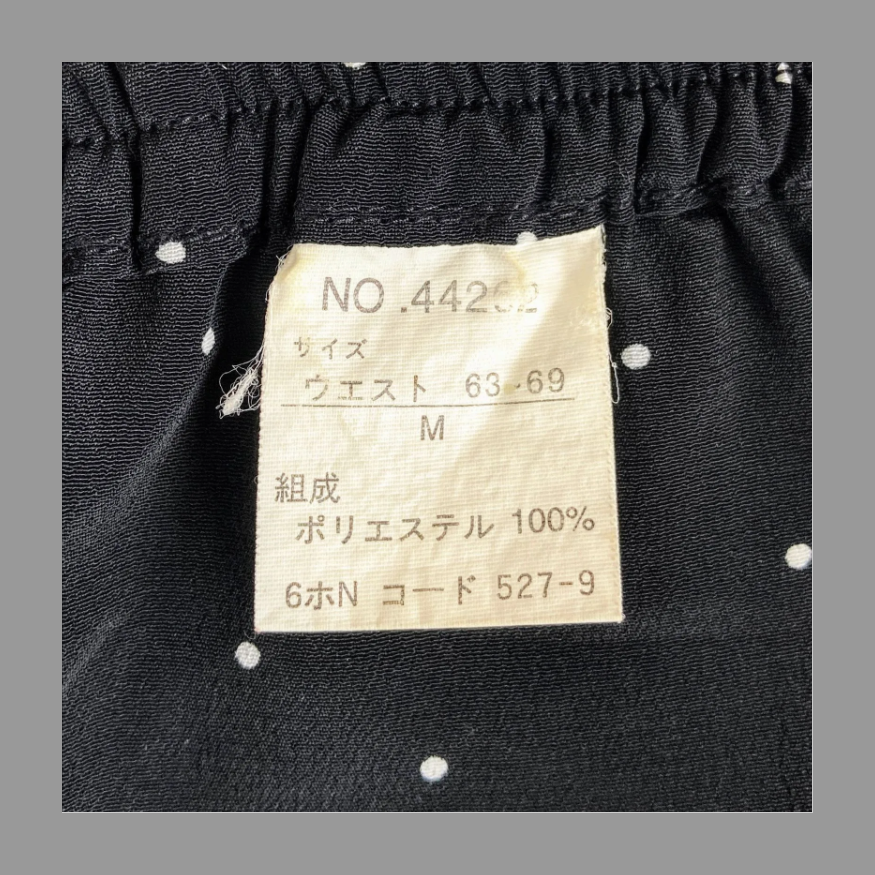 NO.44262
サイズ
ウエスト 63-69
M
組成
ポリエステル 100%
6ホN コード 527-9